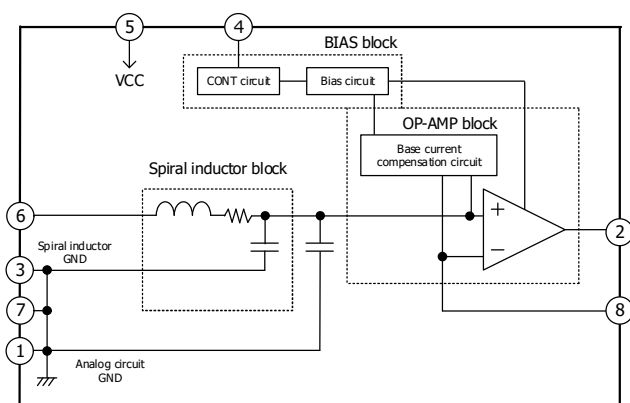 5
4
BIAS block
VCC
CONT circuit
Bias circuit
OP-AMP block
Base current
compensation circuit
Spiral inductor block
6
+
2
Spiral inductor
GND
3
−
7
8
1
Analog circuit
GND